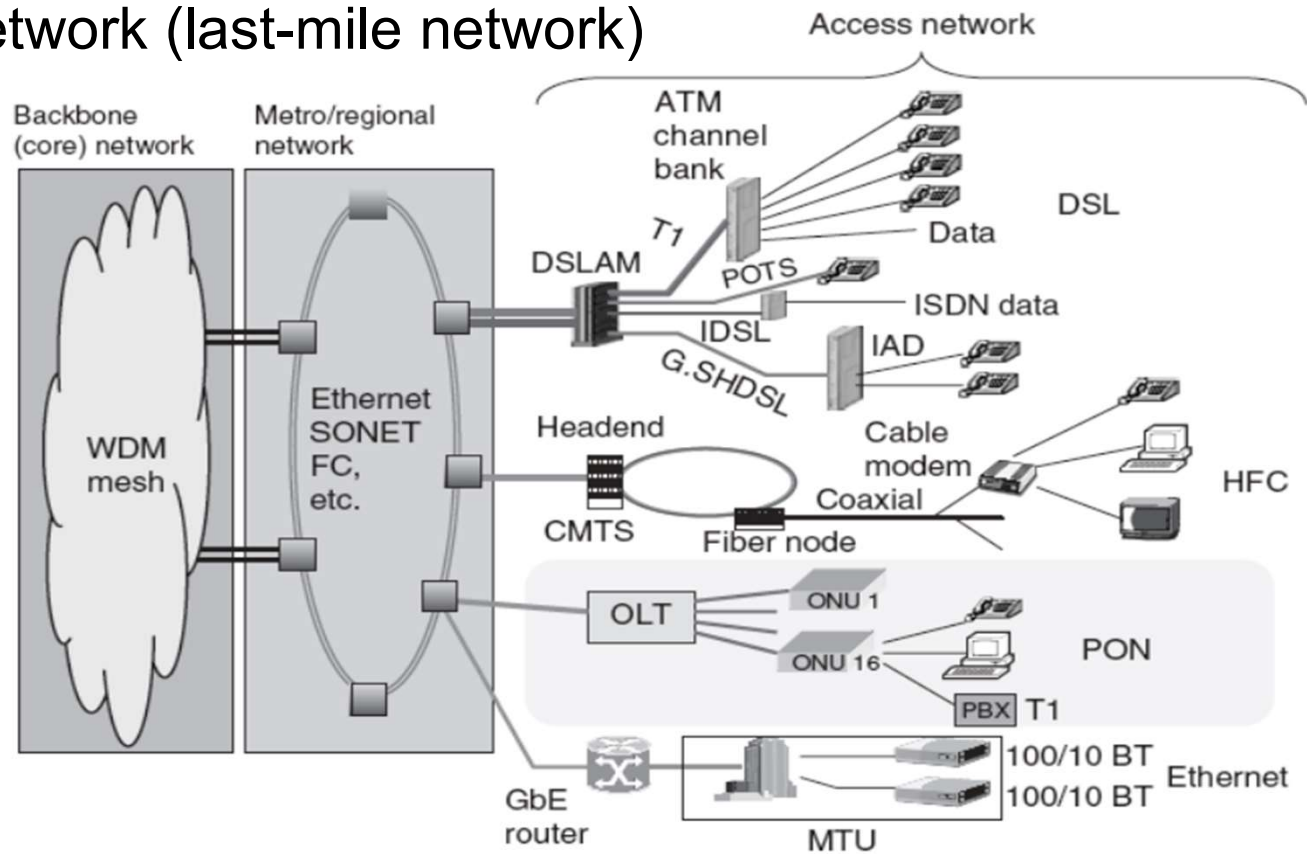 etwork (last-mile network)
Access network
Backbone
(core) network
Metro/regional
network
WDM
mesh
Ethernet
SONET
FC,
etc.
ATM
channel
bank
T1
DSLAM
POTS
IDSL
G.SHDSL
Data
ISDN data
IAD
DSL
Headend
CMTS
Fiber node
Coaxial
Cable
modem
HFC
OLT
ONU 1
ONU 16
PBX
T1
PON
GbE
router
MTU
100/10 BT
100/10 BT
Ethernet